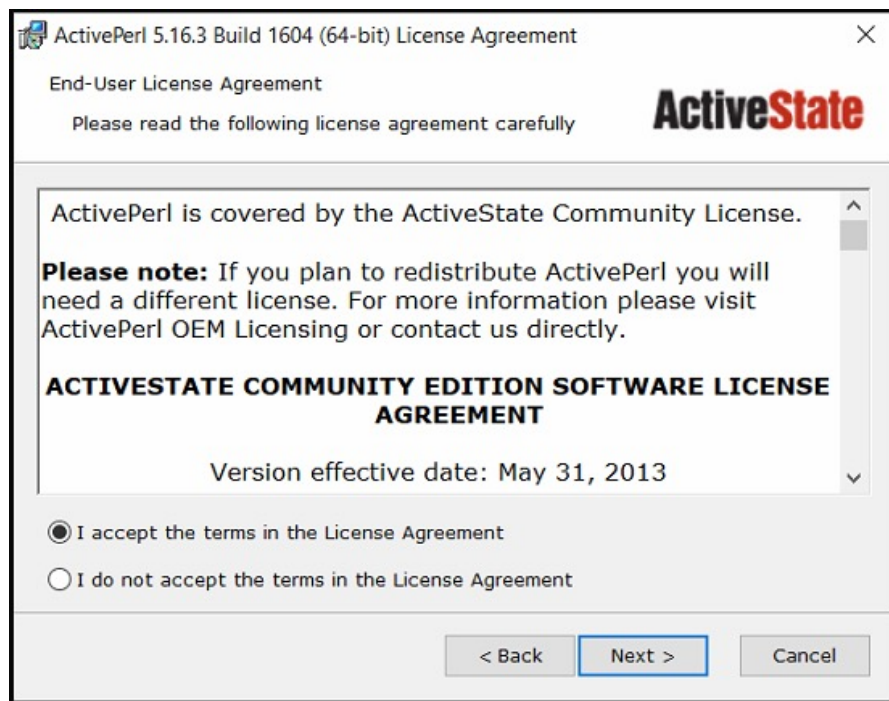 ActivePerl 5.16.3 Build 1604 (64-bit) License Agreement
End-User License Agreement
Please read the following license agreement carefully
ActiveState
ActivePerl is covered by the ActiveState Community License.
Please note: If you plan to redistribute ActivePerl you will
need a different license. For more information please visit
ActivePerl OEM Licensing or contact us directly.
ACTIVESTATE COMMUNITY EDITION SOFTWARE LICENSE
AGREEMENT
Version effective date: May 31, 2013
I accept the terms in the License Agreement
I do not accept the terms in the License Agreement
< Back Next > Cancel